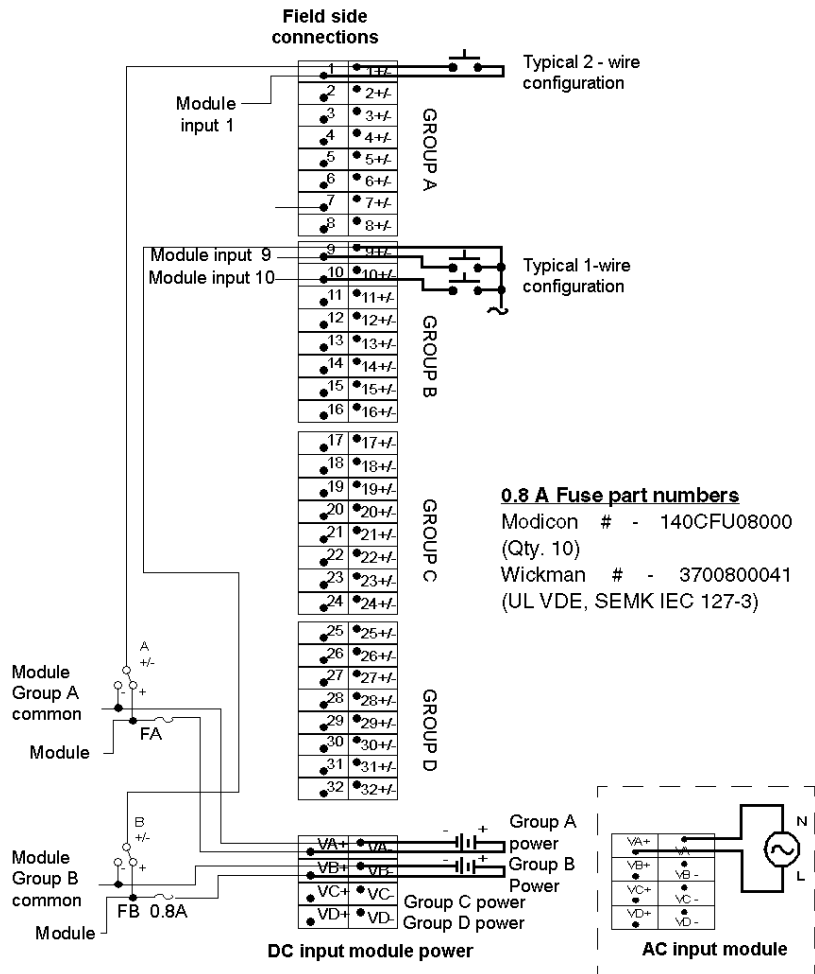 Field side
connections
Typical 2 - wire
configuration
Module
input 1
1 1+/-
2 2+/-
3 3+/-
4 4+/-
5 5+/-
6 6+/-
7 7+/-
8 8+/-
GROUP A
Module input 9
Module input 10
9 9+/-
10 10+/-
11 11+/-
12 12+/-
13 13+/-
14 14+/-
15 15+/-
16 16+/-
GROUP B
Typical 1-wire
configuration
17 17+/-
18 18+/-
19 19+/-
20 20+/-
21 21+/-
22 22+/-
23 23+/-
24 24+/-
GROUP C
0.8 A Fuse part numbers
Modicon # - 140CFU08000
(Qty. 10)
Wickman # - 3700800041
(UL VDE, SEMK IEC 127-3)
25 25+/-
26 26+/-
27 27+/-
28 28+/-
29 29+/-
30 30+/-
31 31+/-
32 32+/-
GROUP D
A
+/-
- +
Module
Group A
common
FA
Module
B
+/-
- +
Module
Group B
common
FB 0.8A
Module
VA+ VA-
VB+ VB-
VC+ VC-
VD+ VD-
- +
Group A
power
- +
Group B
Power
Group C power
Group D power
DC input module power
VA+ VA
VB+ VB -
VC+ VC -
VD+ VD -
N
L
AC input module